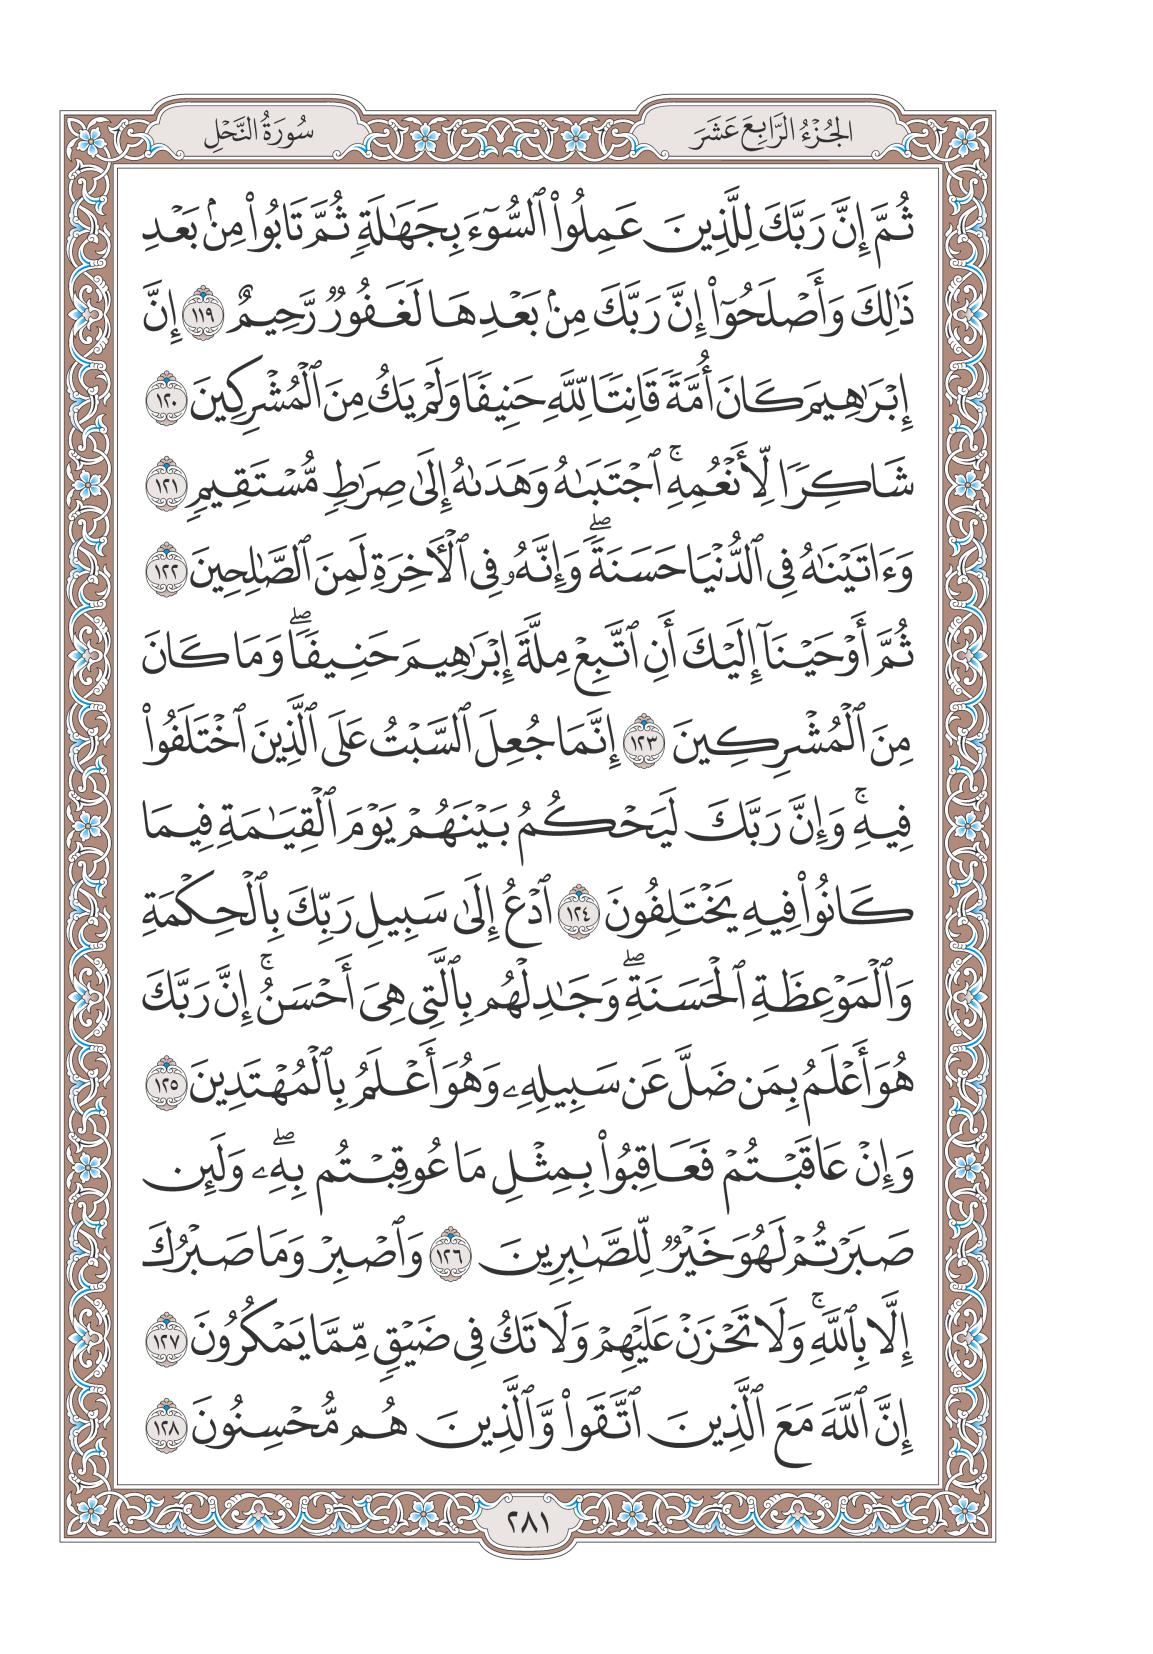 الجُزْءُ الرَّابِعَ عَشَرَ
سُورَةُ النَّحْلِ
ثُمَّ إِنَّ رَبَّكَ لِلَّذِينَ عَمِلُواْ ٱلسُّوٓءَ بِجَهَٰلَةٖ ثُمَّ تَابُواْ مِنۢ بَعۡدِ
ذَٰلِكَ وَأَصۡلَحُوٓاْ إِنَّ رَبَّكَ مِنۢ بَعۡدِهَا لَغَفُورٞ رَّحِيمٌ ١١٩ إِنَّ
إِبۡرَٰهِيمَ كَانَ أُمَّةٗ قَانِتٗا لِّلَّهِ حَنِيفٗا وَلَمۡ يَكُ مِنَ ٱلۡمُشۡرِكِينَ ١٢٠
شَاكِرٗا لِّأَنۡعُمِهِۚ ٱجۡتَبَىٰهُ وَهَدَىٰهُ إِلَىٰ صِرَٰطٖ مُّسۡتَقِيمٖ ١٢١
وَءَاتَيۡنَٰهُ فِي ٱلدُّنۡيَا حَسَنَةٗۖ وَإِنَّهُۥ فِي ٱلۡأٓخِرَةِ لَمِنَ ٱلصَّٰلِحِينَ ١٢٢
ثُمَّ أَوۡحَيۡنَآ إِلَيۡكَ أَنِ ٱتَّبِعۡ مِلَّةَ إِبۡرَٰهِيمَ حَنِيفٗاۖ وَمَا كَانَ
مِنَ ٱلۡمُشۡرِكِينَ ١٢٣ إِنَّمَا جُعِلَ ٱلسَّبۡتُ عَلَى ٱلَّذِينَ ٱخۡتَلَفُواْ
فِيهِۚ وَإِنَّ رَبَّكَ لَيَحۡكُمُ بَيۡنَهُمۡ يَوۡمَ ٱلۡقِيَٰمَةِ فِيمَا
كَانُواْ فِيهِ يَخۡتَلِفُونَ ١٢٤ ٱدۡعُ إِلَىٰ سَبِيلِ رَبِّكَ بِٱلۡحِكۡمَةِ
وَٱلۡمَوۡعِظَةِ ٱلۡحَسَنَةِۖ وَجَٰدِلۡهُم بِٱلَّتِي هِيَ أَحۡسَنُۚ إِنَّ رَبَّكَ
هُوَ أَعۡلَمُ بِمَن ضَلَّ عَن سَبِيلِهِۦ وَهُوَ أَعۡلَمُ بِٱلۡمُهۡتَدِينَ ١٢٥
وَإِنۡ عَاقَبۡتُمۡ فَعَاقِبُواْ بِمِثۡلِ مَا عُوقِبۡتُم بِهِۦۖ وَلَئِن
صَبَرۡتُمۡ لَهُوَ خَيۡرٞ لِّلصَّٰبِرِينَ ١٢٦ وَٱصۡبِرۡ وَمَا صَبۡرُكَ
إِلَّا بِٱللَّهِۚ وَلَا تَحۡزَنۡ عَلَيۡهِمۡ وَلَا تَكُ فِي ضَيۡقٖ مِّمَّا يَمۡكُرُونَ ١٢٧
إِنَّ ٱللَّهَ مَعَ ٱلَّذِينَ ٱتَّقَواْ وَّٱلَّذِينَ هُم مُّحۡسِنُونَ ١٢٨
٢٨١